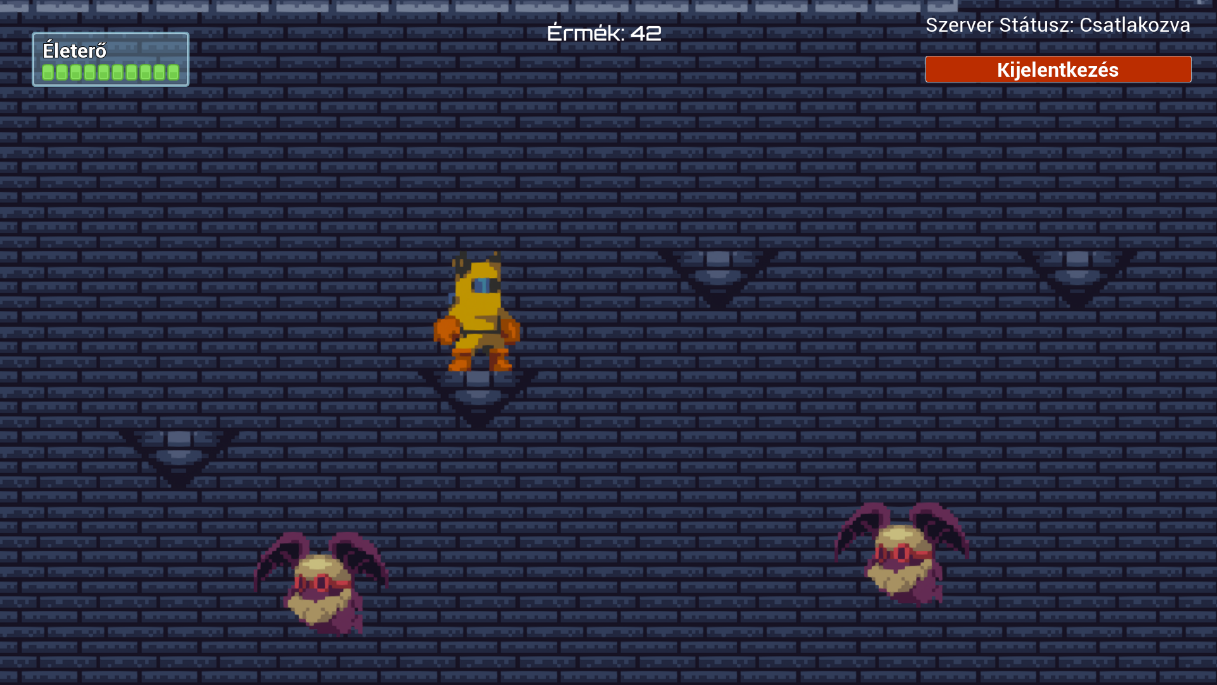 Életerő
Érmék: 42
Szerver Státusz: Csatlakozva
Kijelentkezés